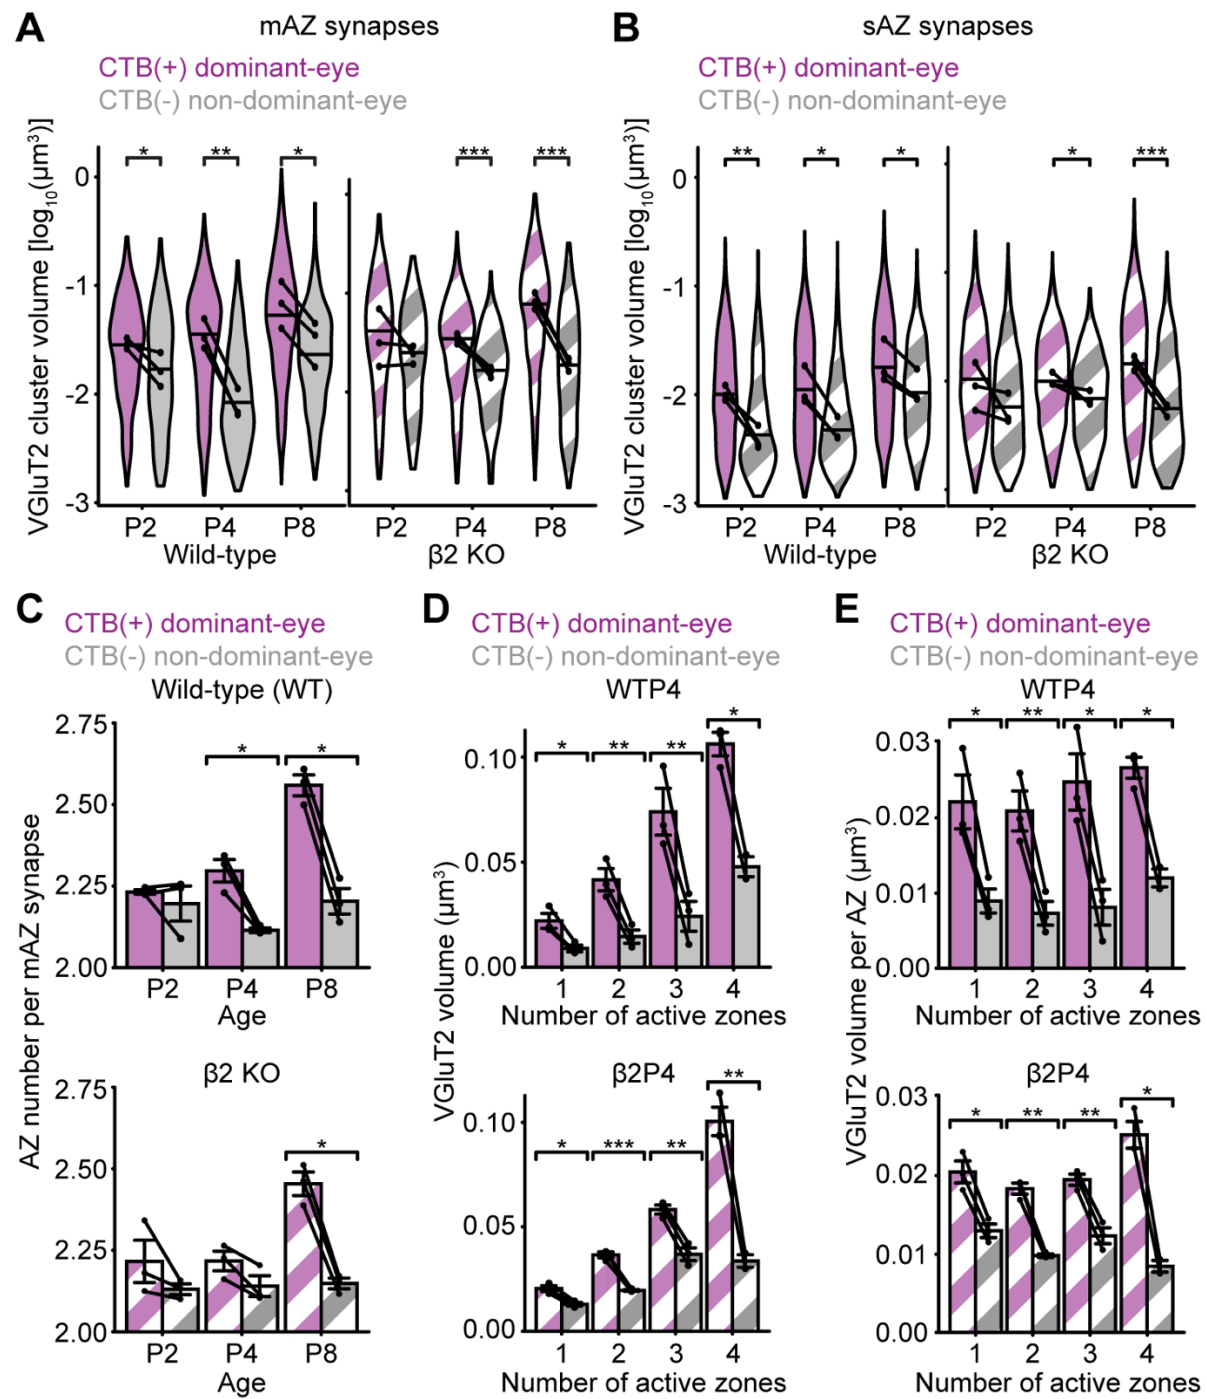 A
mAZ synapses
CTB(+) dominant-eye
CTB(-) non-dominant-eye
VGluT2 cluster volume [log₁₀(μm³)]
* ** * *** ***
0
-1
-2
-3
P2 P4 P8 P2 P4 P8
Wild-type β2 KO
B
sAZ synapses
CTB(+) dominant-eye
CTB(-) non-dominant-eye
VGluT2 cluster volume [log₁₀(μm³)]
** * * * ***
0
-1
-2
-3
P2 P4 P8 P2 P4 P8
Wild-type β2 KO
C
CTB(+) dominant-eye
CTB(-) non-dominant-eye
Wild-type (WT)
AZ number per mAZ synapse
2.75
* *
2.50
2.25
2.00
P2 P4 P8
Age
β2 KO
2.75
*
2.50
2.25
2.00
P2 P4 P8
Age
D
CTB(+) dominant-eye
CTB(-) non-dominant-eye
WTP4
VGluT2 volume (μm³)
* ** ** *
0.10
0.05
0.00
1 2 3 4
Number of active zones
β2P4
* *** ** **
0.10
0.05
0.00
1 2 3 4
Number of active zones
E
CTB(+) dominant-eye
CTB(-) non-dominant-eye
WTP4
VGluT2 volume per AZ (μm³)
* ** * *
0.03
0.02
0.01
0
1 2 3 4
Number of active zones
β2P4
* ** ** *
0.03
0.02
0.01
0.00
1 2 3 4
Number of active zones